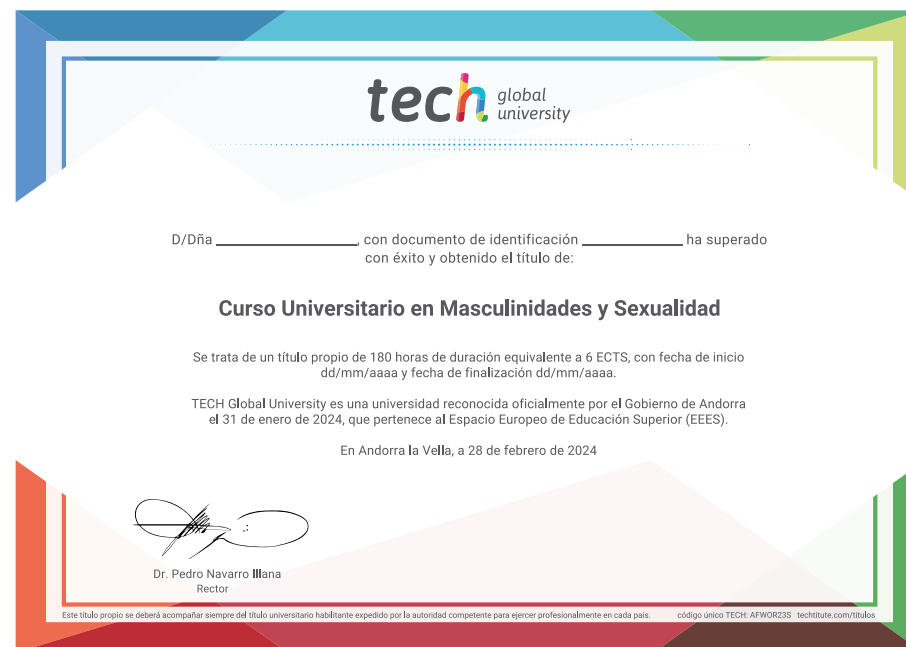 tech global
university
D/Dña , con documento de identificación ha superado
con éxito y obtenido el título de:
Curso Universitario en Masculinidades y Sexualidad
Se trata de un título propio de 180 horas de duración equivalente a 6 ECTS, con fecha de inicio
dd/mm/aaaa y fecha de finalización dd/mm/aaaa.
TECH Global University es una universidad reconocida oficialmente por el Gobierno de Andorra
el 31 de enero de 2024, que pertenece al Espacio Europeo de Educación Superior (EEES).
En Andorra la Vella, a 28 de febrero de 2024
Dr. Pedro Navarro Illana
Rector
Este título propio se deberá acompañar siempre del título universitario habilitante expedido por la autoridad competente para ejercer profesionalmente en cada país. código único TECH: AFWOR23S techtitute.com/titulos